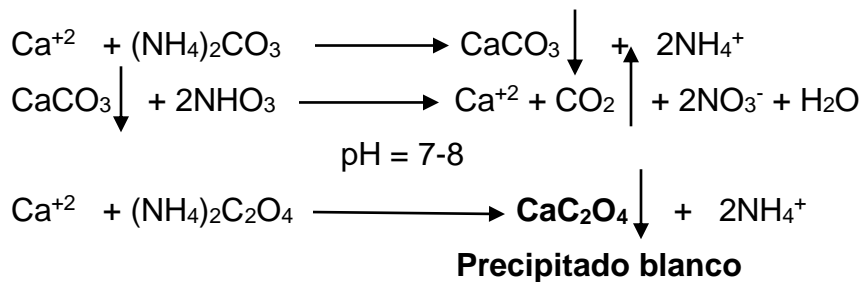 Ca⁺² + (NH₄)₂CO₃ ⟶ CaCO₃↓ + 2NH₄⁺
CaCO₃↓ + 2NHO₃ ⟶ Ca⁺² + CO₂↑ + 2NO₃⁻ + H₂O
pH = 7-8
Ca⁺² + (NH₄)₂C₂O₄ ⟶ CaC₂O₄↓ + 2NH₄⁺
Precipitado blanco